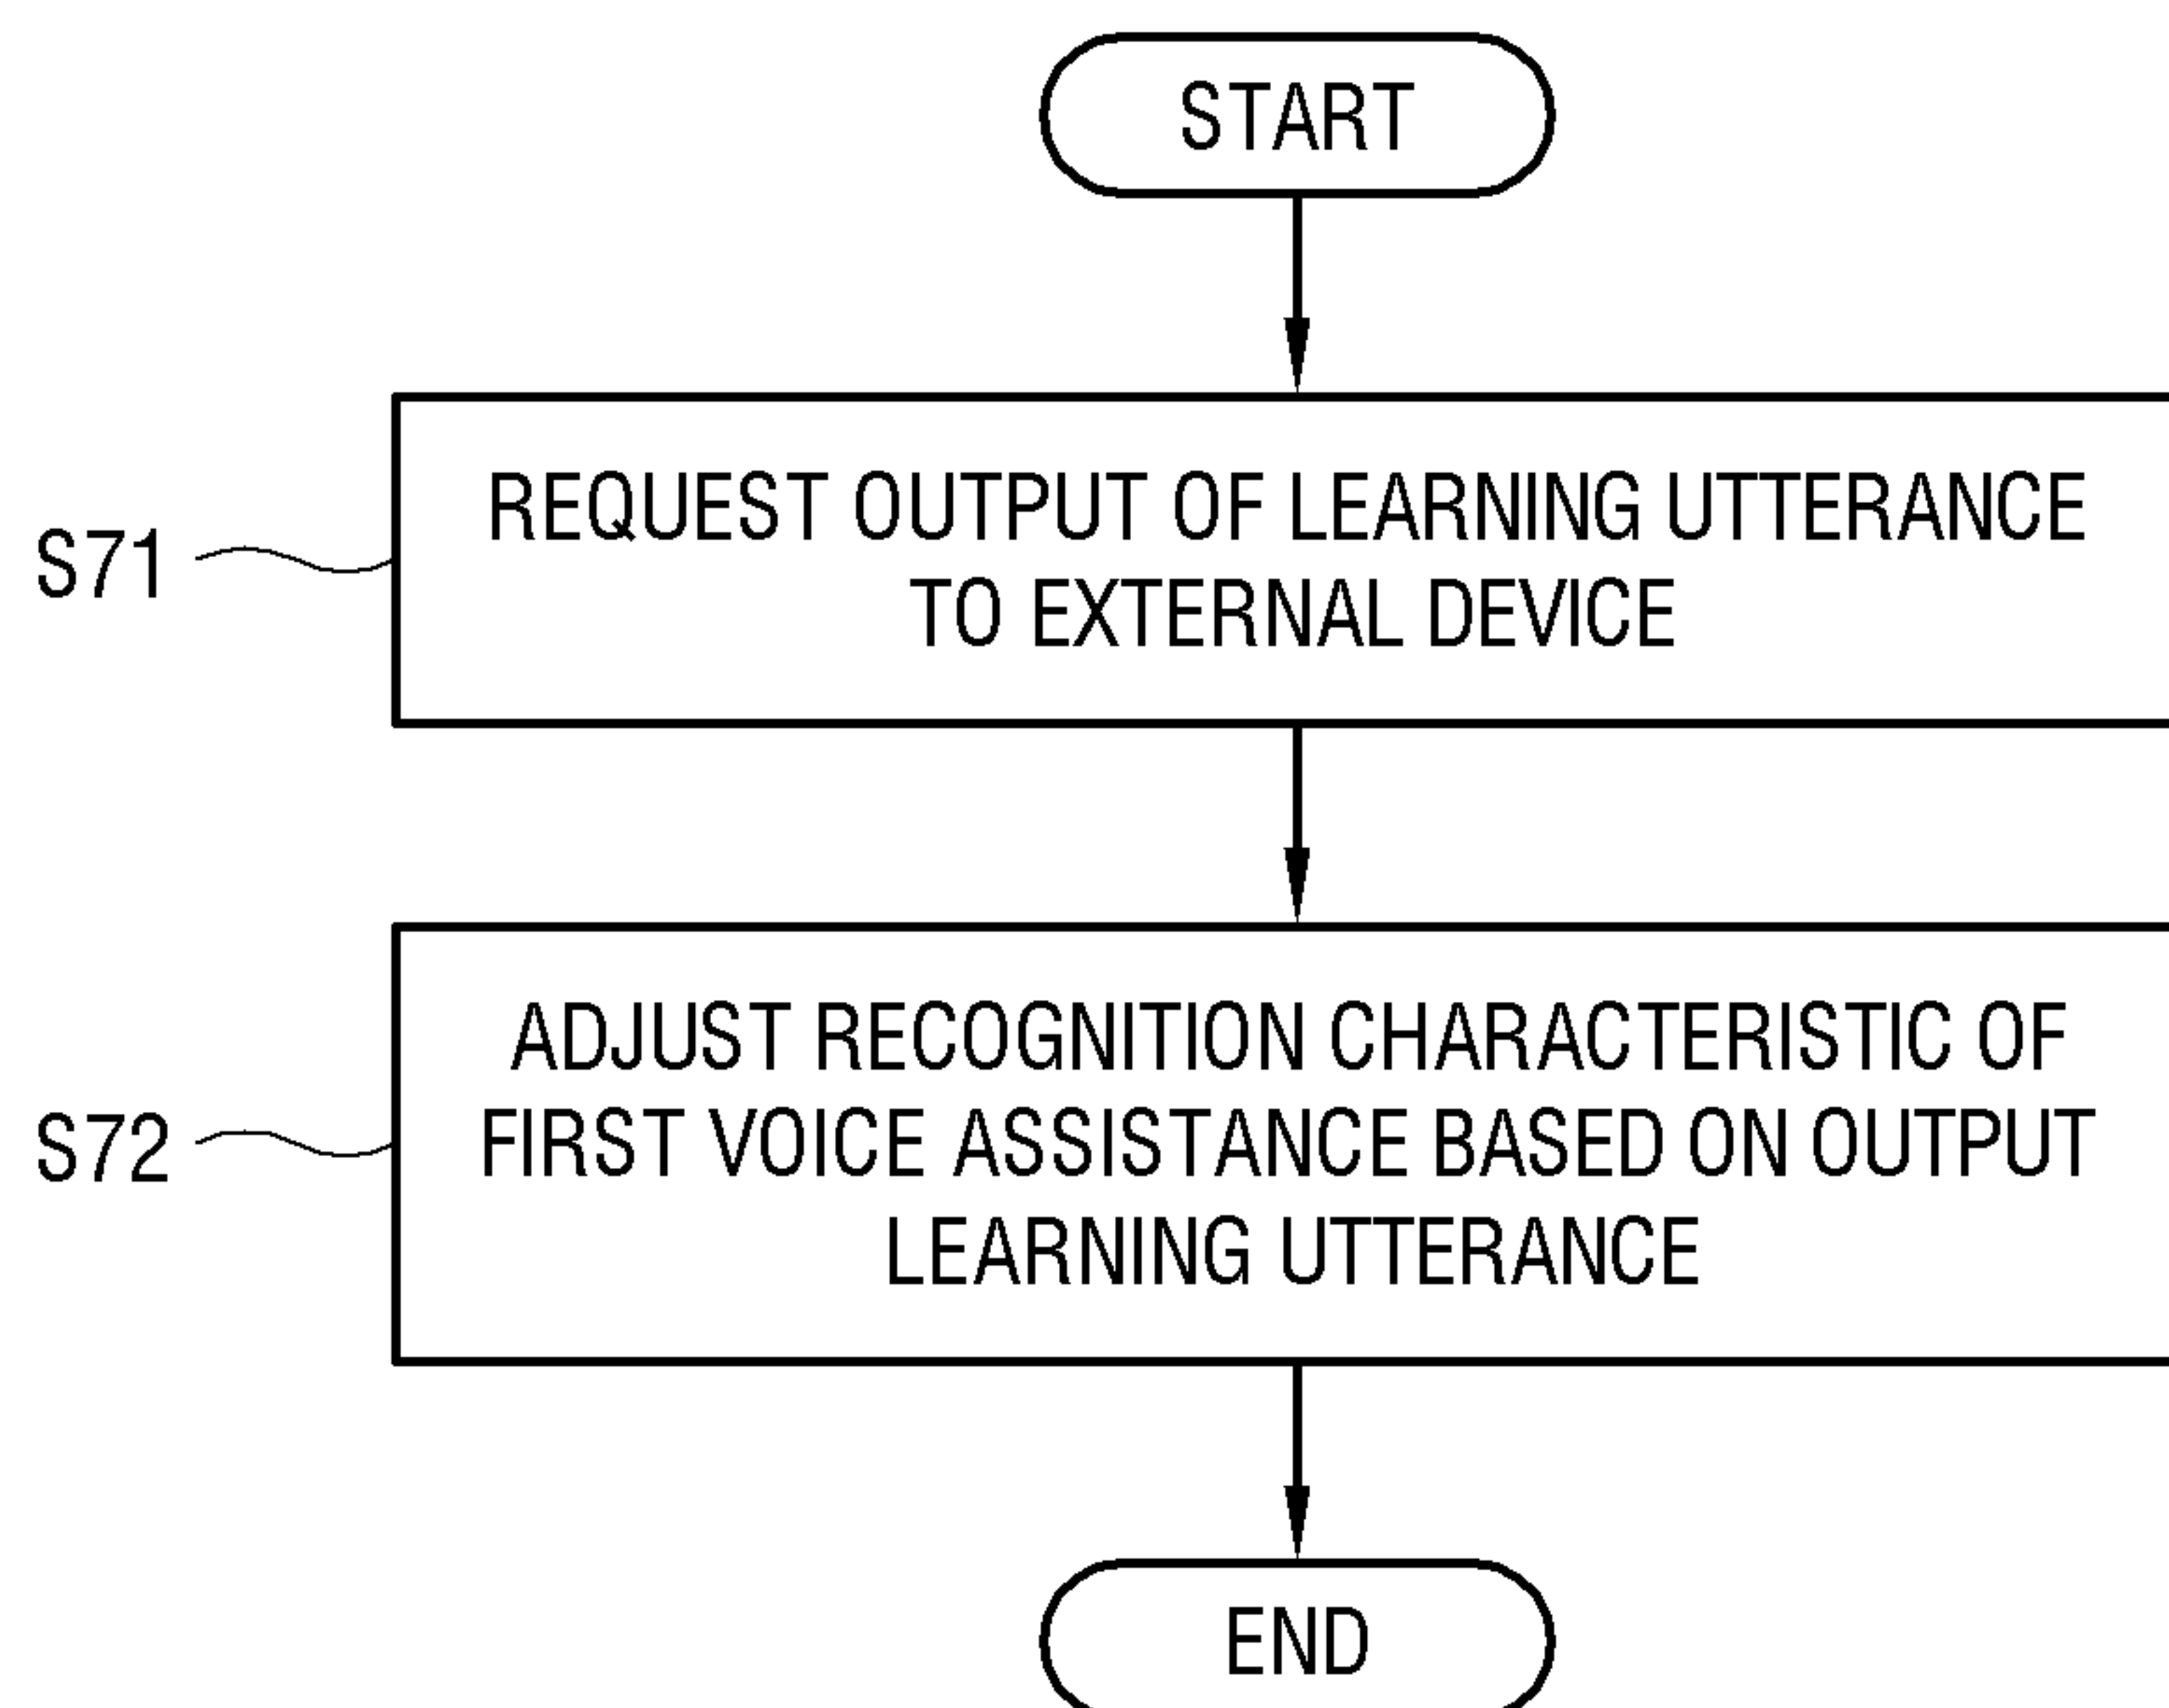 START
REQUEST OUTPUT OF LEARNING UTTERANCE
TO EXTERNAL DEVICE
S71
ADJUST RECOGNITION CHARACTERISTIC OF
FIRST VOICE ASSISTANCE BASED ON OUTPUT
LEARNING UTTERANCE
S72
END